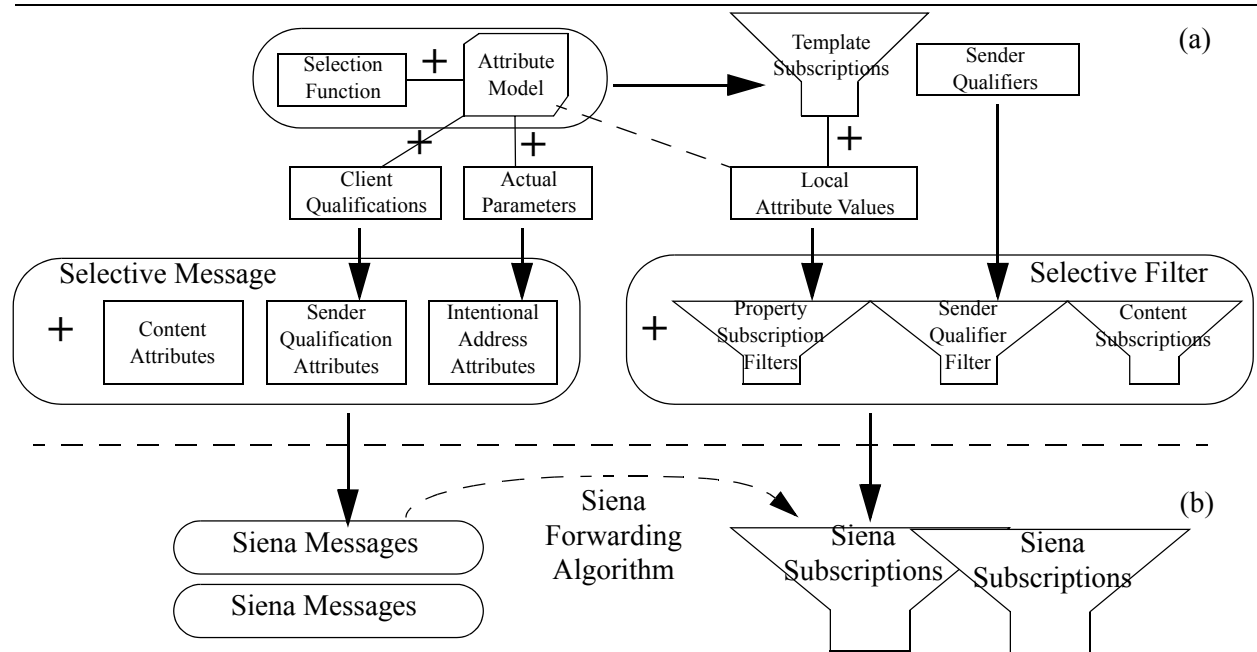 (a)
Selection
Function
+
Attribute
Model
Template
Subscriptions
Sender
Qualifiers
+
+
+
Client
Qualifications
Actual
Parameters
Local
Attribute Values
Selective Message
+
Content
Attributes
Sender
Qualification
Attributes
Intentional
Address
Attributes
Selective Filter
+
Property
Subscription
Filters
Sender
Qualifier
Filter
Content
Subscriptions
(b)
Siena Messages
Siena Messages
Siena
Forwarding
Algorithm
Siena
Subscriptions
Siena
Subscriptions